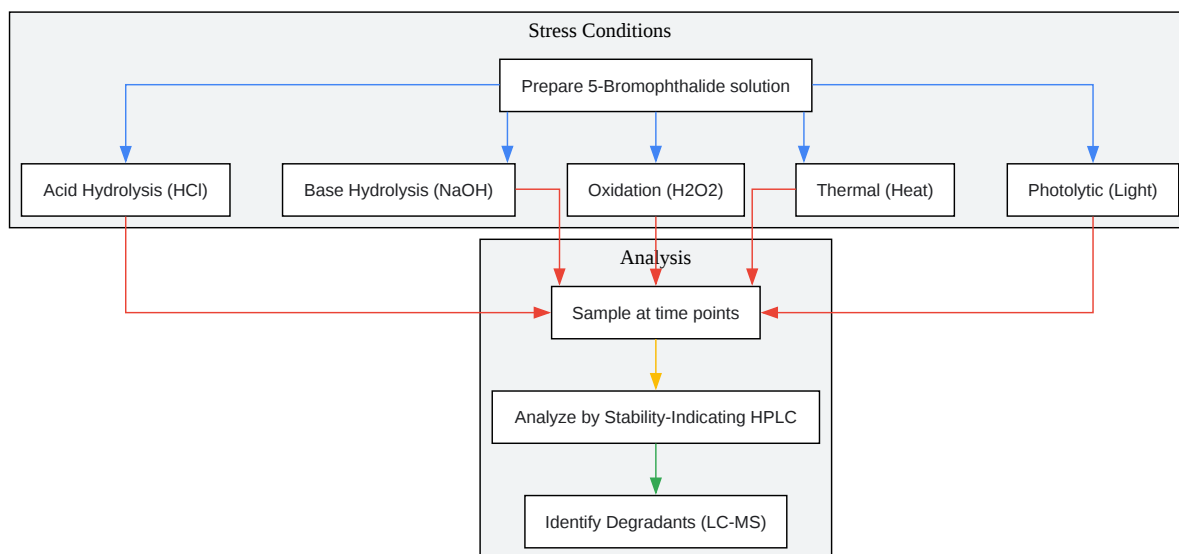 Stress Conditions
Prepare 5-Bromophthalide solution
Acid Hydrolysis (HCl)
Base Hydrolysis (NaOH)
Oxidation (H2O2)
Thermal (Heat)
Photolytic (Light)
Analysis
Sample at time points
Analyze by Stability-Indicating HPLC
Identify Degradants (LC-MS)